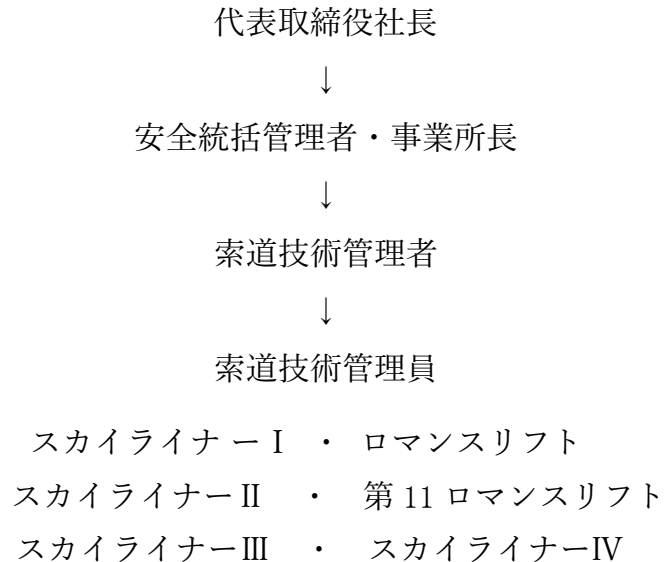 代表取締役社長
↓
安全統括管理者・事業所長
↓
索道技術管理者
↓
索道技術管理員
スカイライナーⅠ ・ ロマンスリフト
スカイライナーⅡ ・ 第11ロマンスリフト
スカイライナーⅢ ・ スカイライナーⅣ